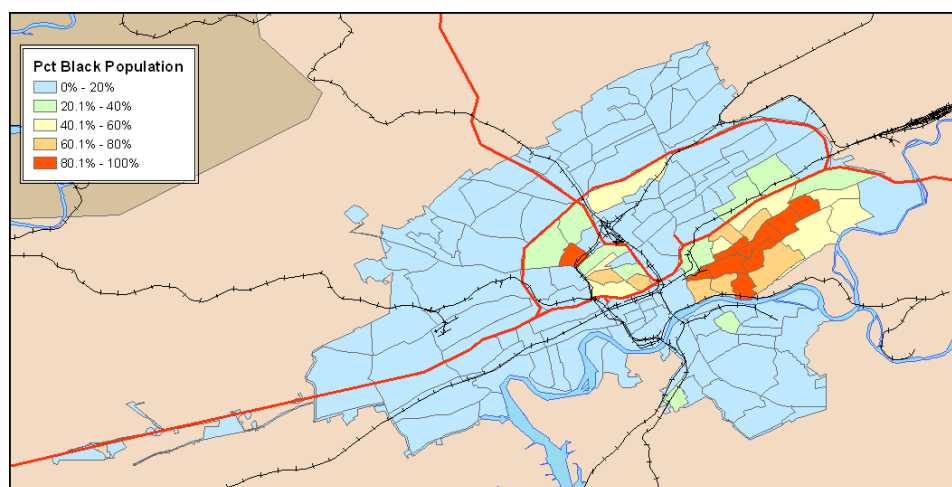 Pct Black Population
0% - 20%
20.1% - 40%
40.1% - 60%
60.1% - 80%
80.1% - 100%